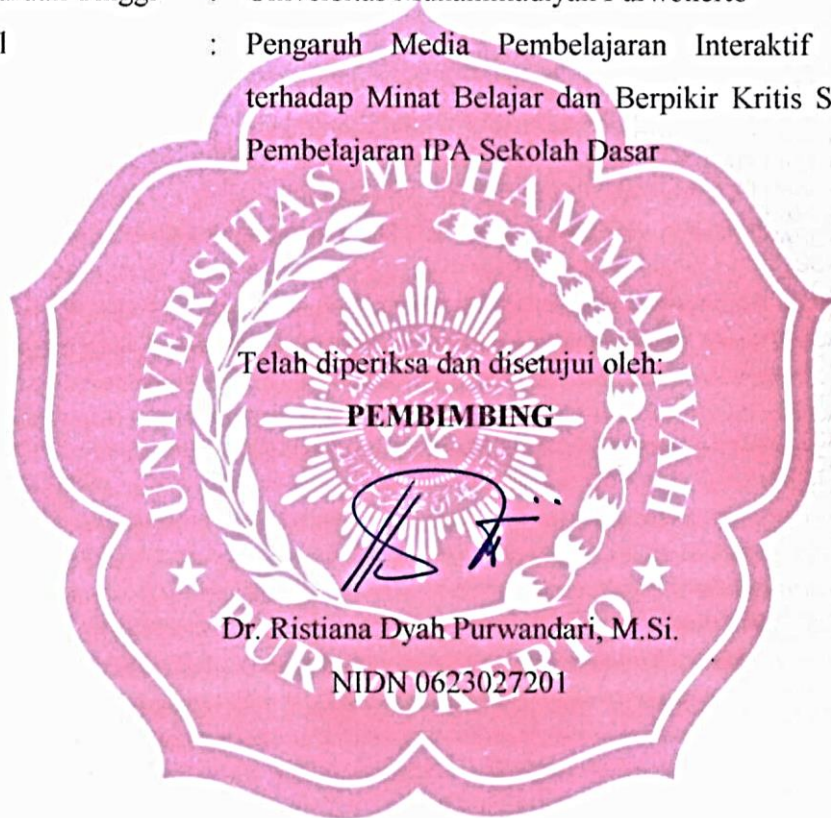 : Pengaruh Media Pembelajaran Interaktif
terhadap Minat Belajar dan Berpikir Kritis
Pembelajaran IPA Sekolah Dasar
UNIVERSITAS MUHAMMADIYAH
Telah diperiksa dan disetujui oleh:
PEMBIMBING
Dr. Ristiana Dyah Purwandari, M.Si.
NIDN 0623027201
PURWOKERTO